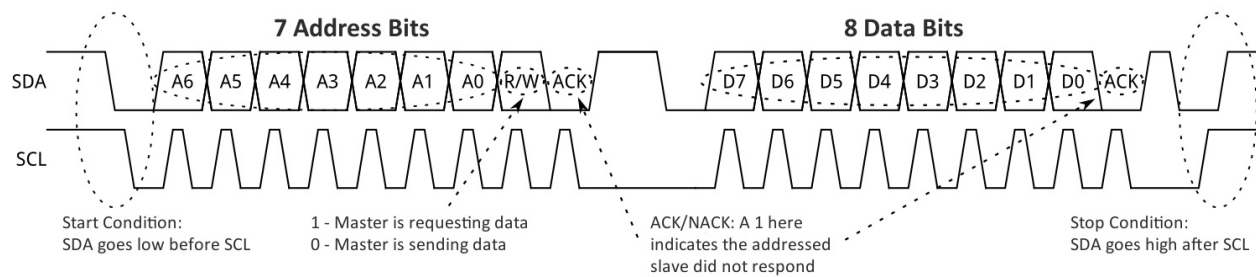 7 Address Bits
8 Data Bits
SDA
A6 A5 A4 A3 A2 A1 A0 R/W ACK
D7 D6 D5 D4 D3 D2 D1 D0 ACK
SCL
Start Condition:
SDA goes low before SCL
1 - Master is requesting data
0 - Master is sending data
ACK/NACK: A 1 here
indicates the addressed
slave did not respond
Stop Condition:
SDA goes high after SCL